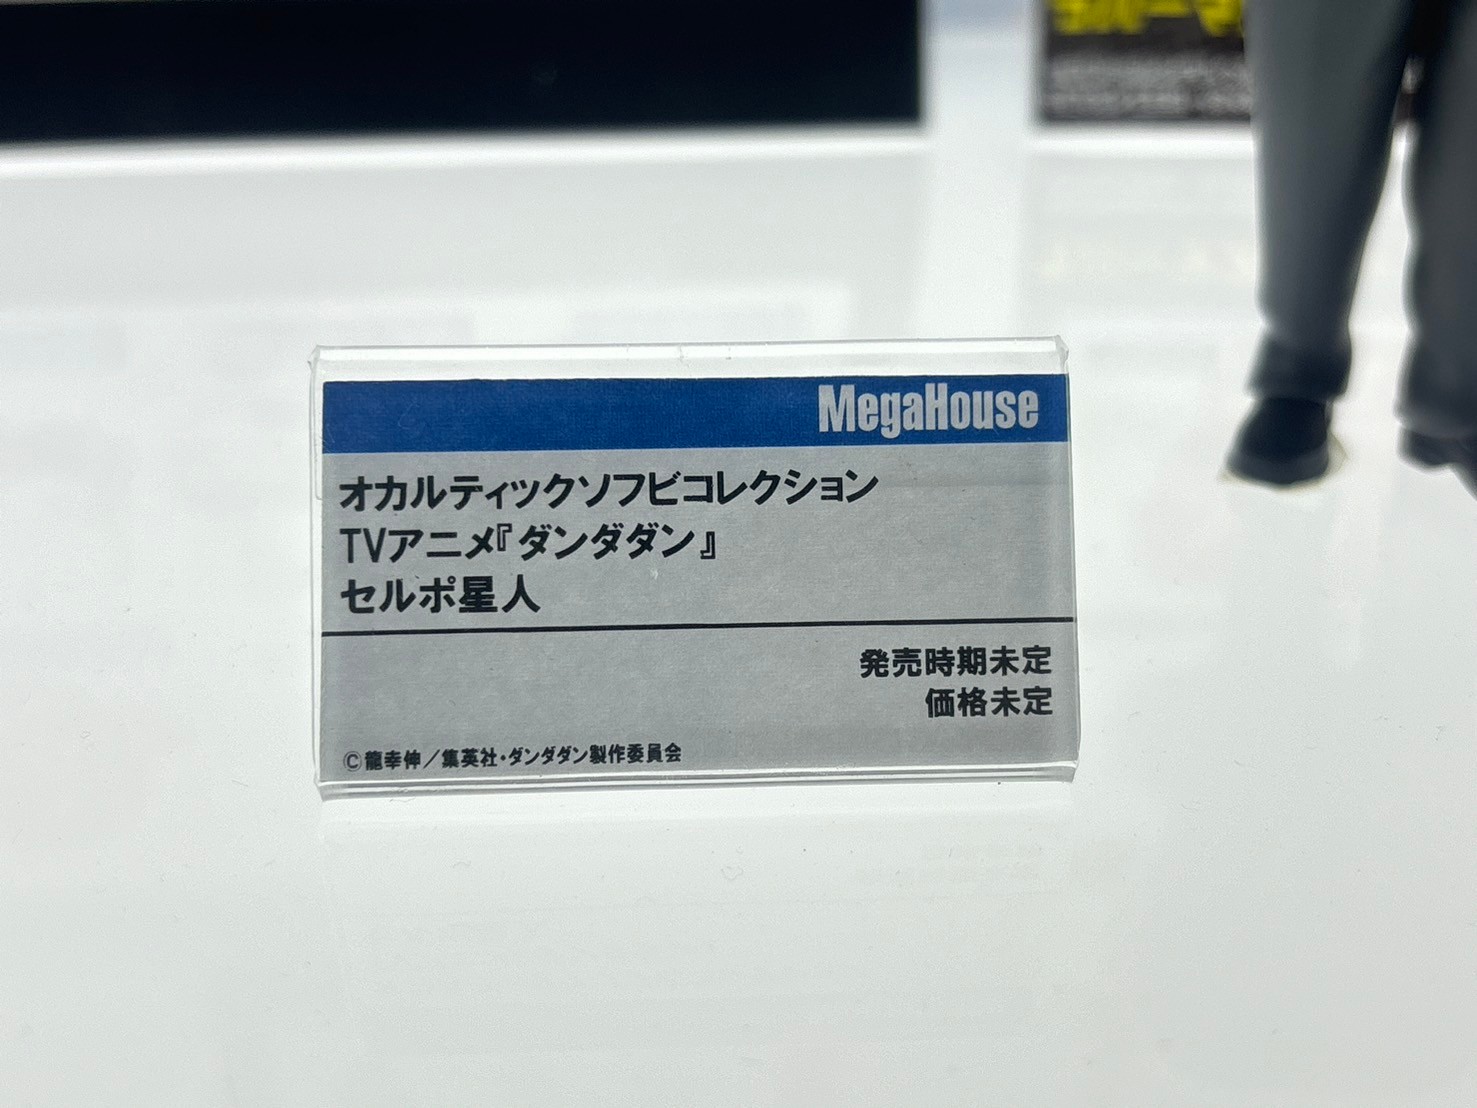 MegaHouse
オカルティックソフビコレクション
TVアニメ『ダンダダン』
セルポ星人
発売時期未定
価格未定
©龍幸伸／集英社・ダンダダン製作委員会